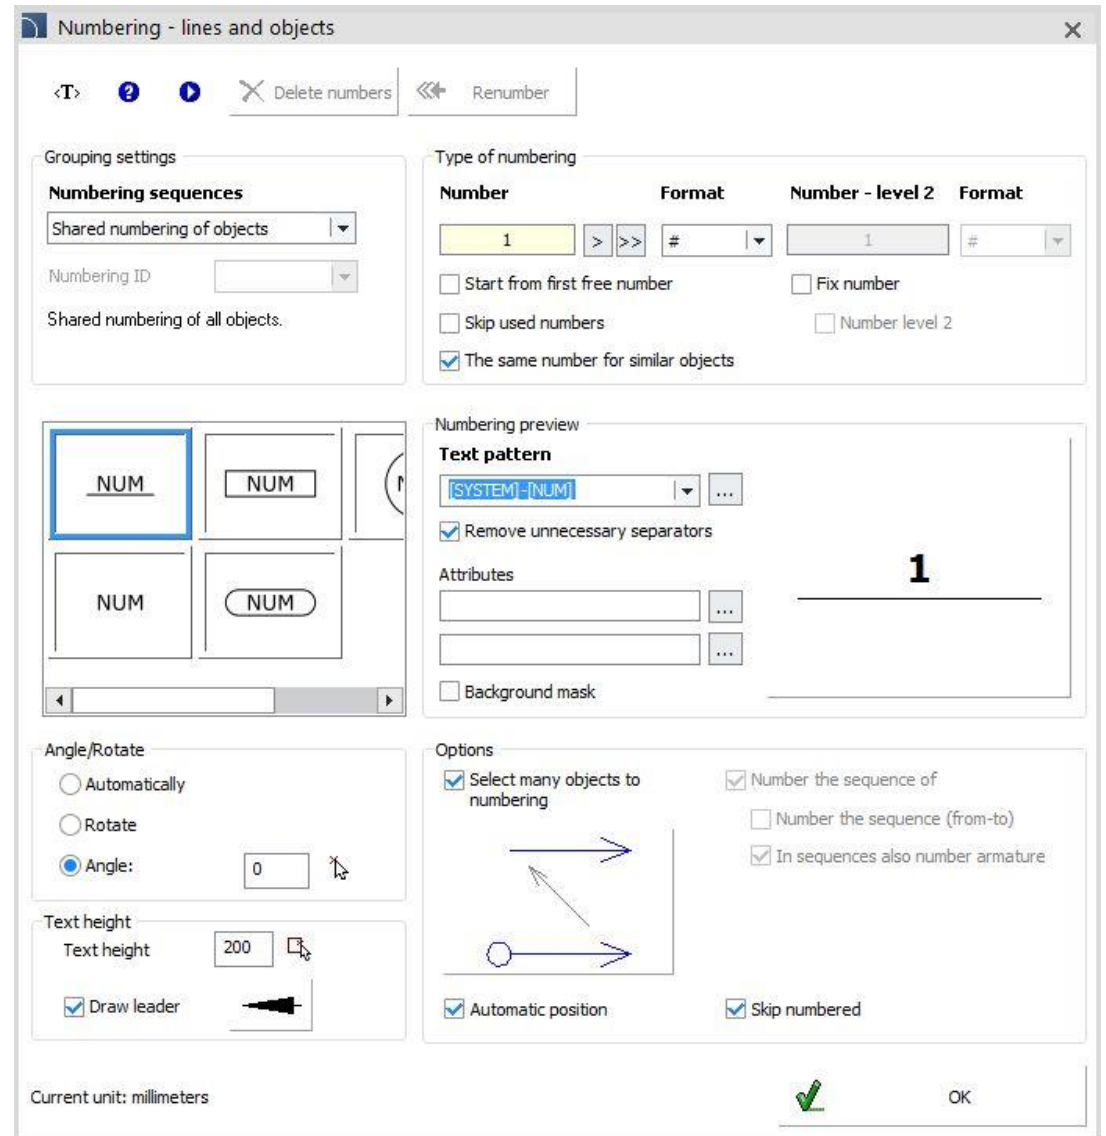 Numbering - lines and objects
<T> Delete numbers Renumber
Grouping settings
Numbering sequences
Shared numbering of objects
Numbering ID
Shared numbering of all objects.
Type of numbering
Number Format Number - level 2 Format
1 > >> # 1 #
Start from first free number Fix number
Skip used numbers Number level 2
The same number for similar objects
NUM NUM
NUM NUM
Numbering preview
Text pattern
[SYSTEM]-[NUM] ...
Remove unnecessary separators
Attributes
...
...
Background mask
1
Angle/Rotate
Automatically
Rotate
Angle: 0
Text height
Text height 200
Draw leader
Options
Select many objects to
numbering
Number the sequence of
Number the sequence (from-to)
In sequences also number armature
Automatic position Skip numbered
Current unit: millimeters OK